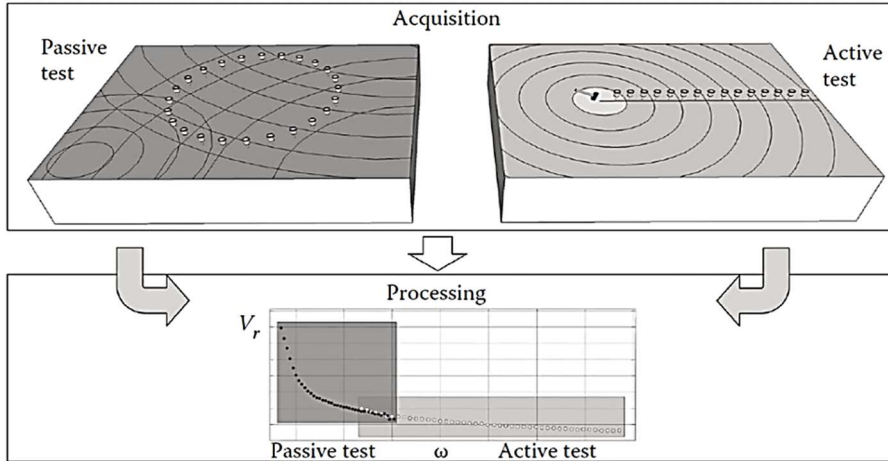 Acquisition
Passive
test
Active
test
Processing
Vr
Passive test ω Active test